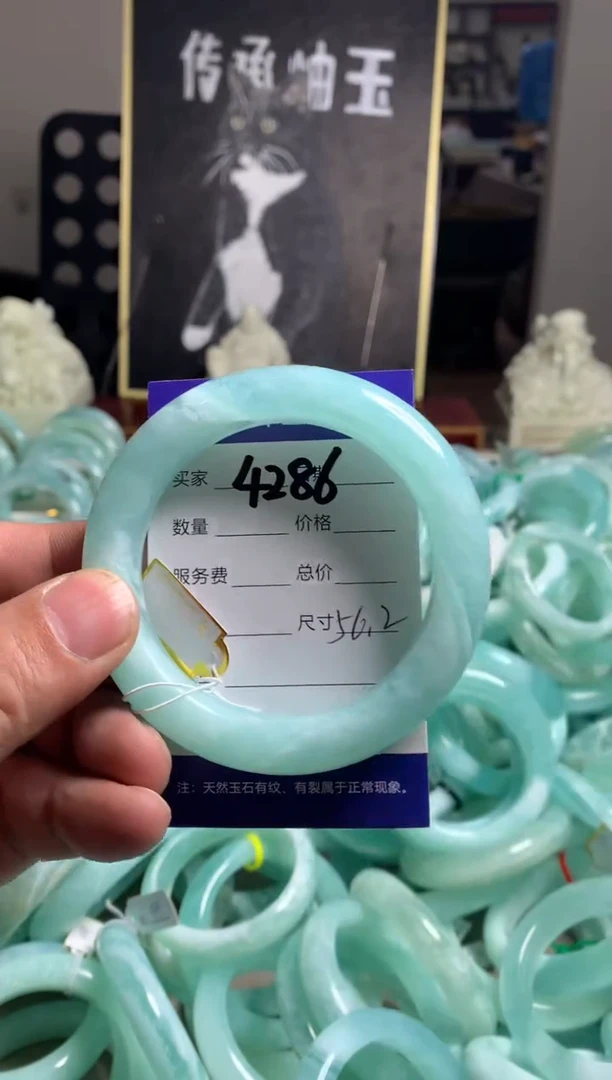 传承岫玉
买家 4286
数量 价格
服务费 总价
尺寸 56.2
注：天然玉石有纹、有裂属于正常现象。